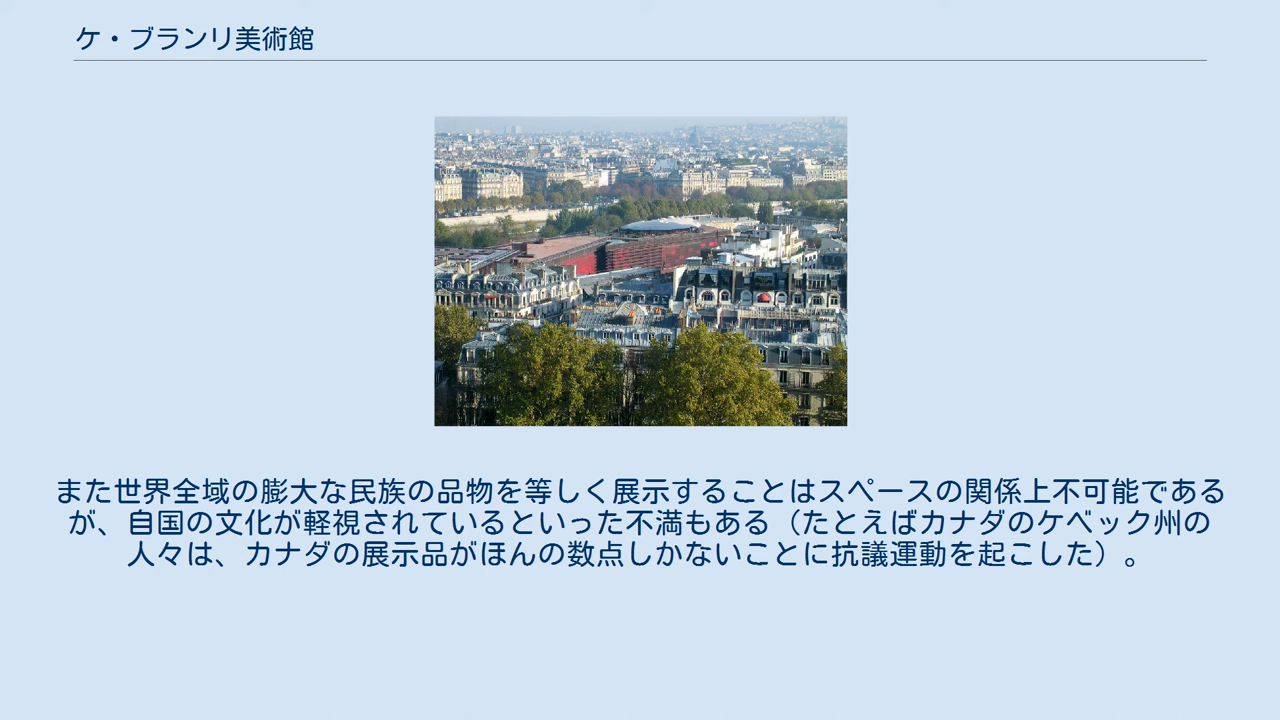 ケ・ブランリ美術館
また世界全域の膨大な民族の品物を等しく展示することはスペースの関係上不可能である
が、自国の文化が軽視されているといった不満もある（たとえばカナダのケベック州の
人々は、カナダの展示品がほんの数点しかないことに抗議運動を起こした）。